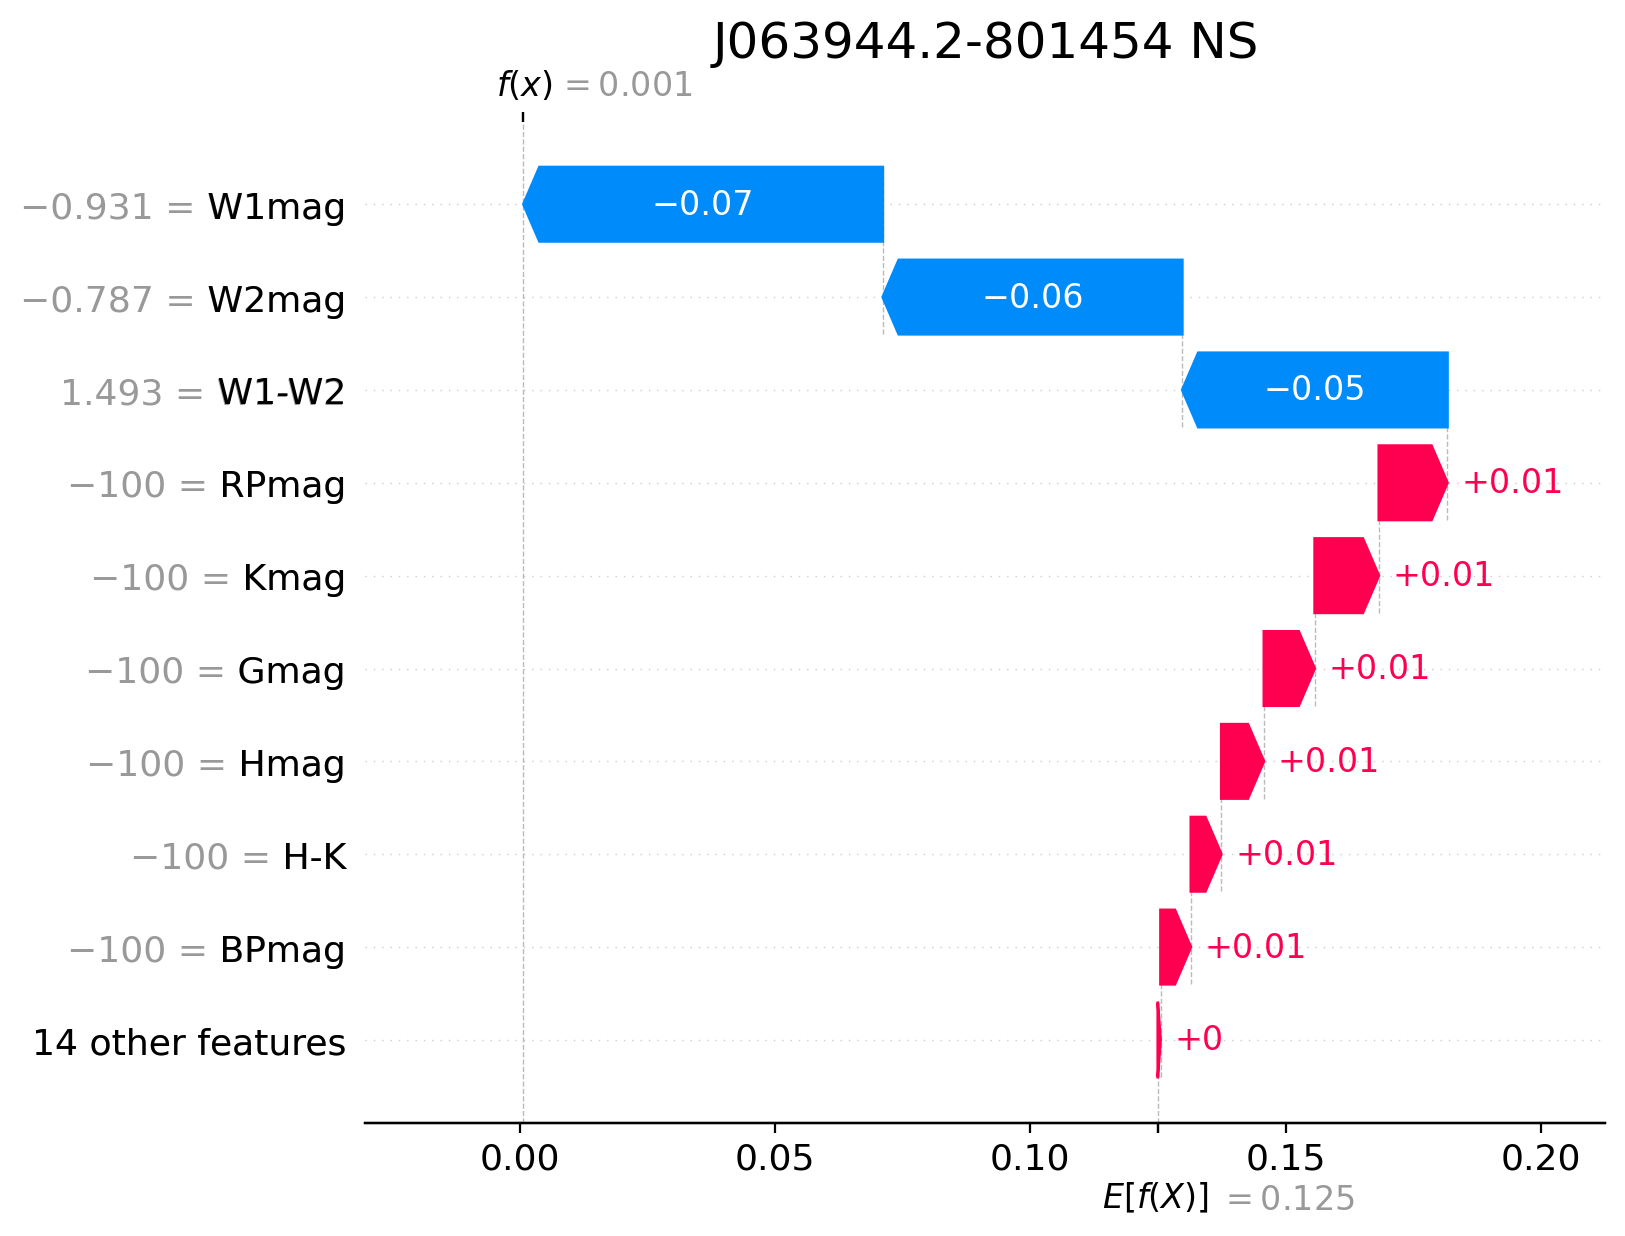 J063944.2-801454 NS
f(x) = 0.001
−0.931 = W1mag −0.07
−0.787 = W2mag −0.06
1.493 = W1-W2 −0.05
−100 = RPmag +0.01
−100 = Kmag +0.01
−100 = Gmag +0.01
−100 = Hmag +0.01
−100 = H-K +0.01
−100 = BPmag +0.01
14 other features +0
0.00 0.05 0.10 0.15 0.20
E[f(X)] = 0.125